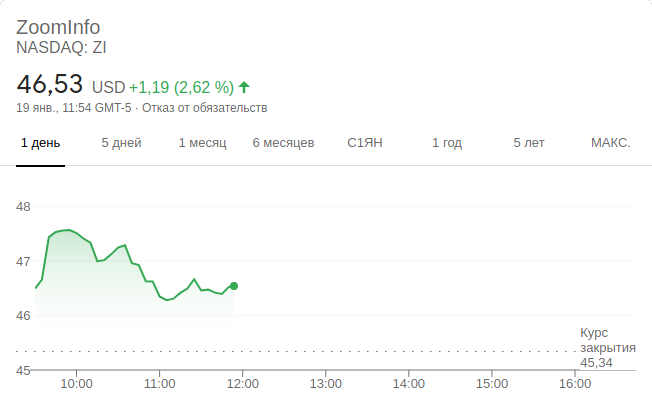 ZoomInfo
NASDAQ: ZI
46,53 USD +1,19 (2,62 %)
19 янв., 11:54 GMT-5 · Отказ от обязательств
1 день 5 дней 1 месяц 6 месяцев С1ЯН 1 год 5 лет МАКС.
48
47
46
Курс
закрытия
45,34
45
10:00 11:00 12:00 13:00 14:00 15:00 16:00